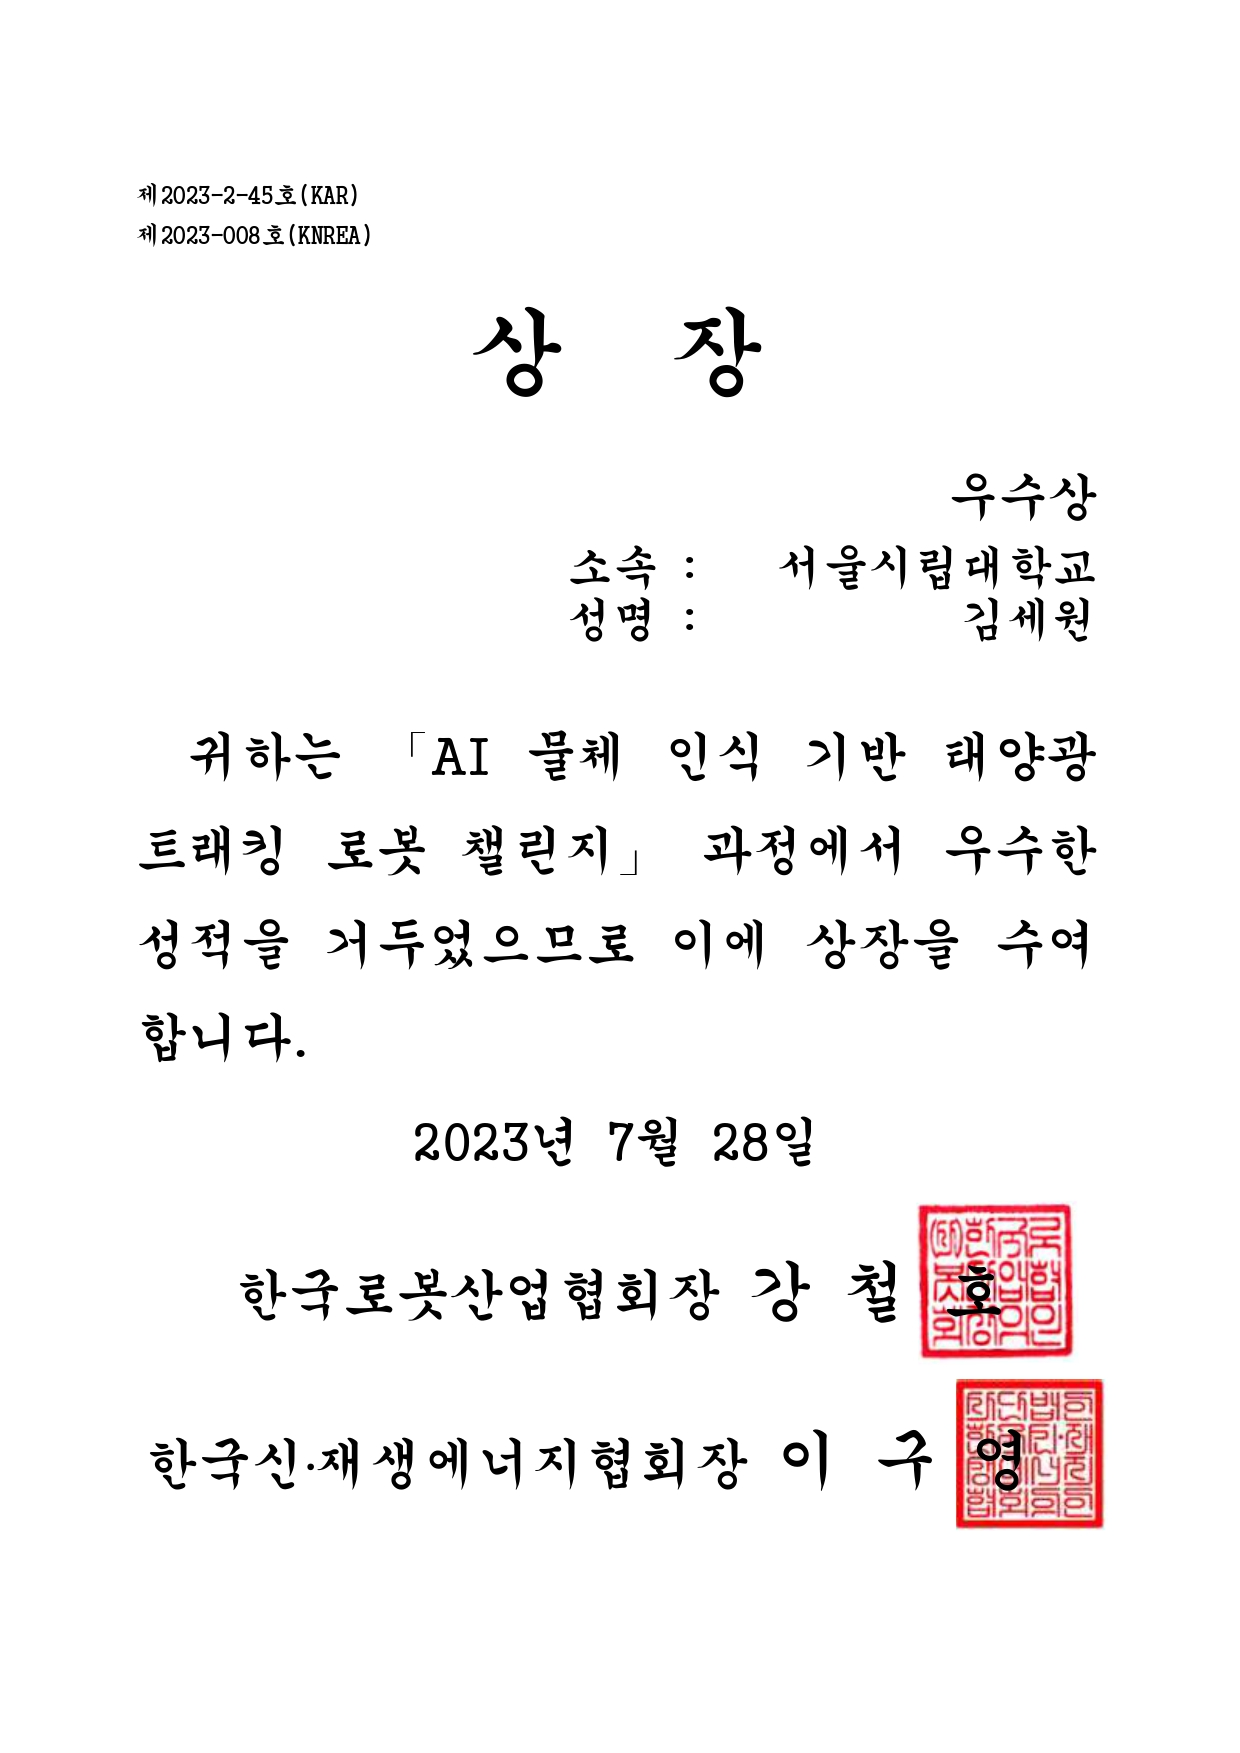 제2023-2-45호(KAR)
제2023-008호(KNREA)
상 장
우수상
소속 : 서울시립대학교
성명 : 김세원
귀하는 「AI 물체 인식 기반 태양광
트래킹 로봇 챌린지」 과정에서 우수한
성적을 거두었으므로 이에 상장을 수여
합니다.
2023년 7월 28일
한국로봇산업협회장 강 철 호
한국신·재생에너지협회장 이 구 영